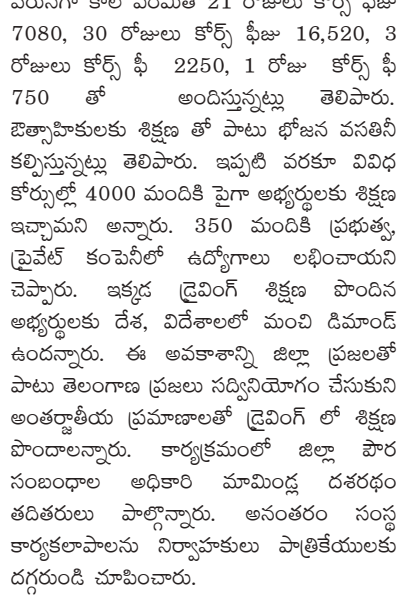 వరుసగా కాల పరిమితి 21 రోజులు కోర్స్ ఫీజు
7080, 30 రోజులు కోర్స్ ఫీజు 16,520, 3
రోజులు కోర్స్ ఫీ 2250, 1 రోజు కోర్స్ ఫీ
750 తో అందిస్తున్నట్లు తెలిపారు.
ఔత్సాహికులకు శిక్షణ తో పాటు భోజన వసతినీ
కల్పిస్తున్నట్లు తెలిపారు. ఇప్పటి వరకూ వివిధ
కోర్సుల్లో 4000 మందికి పైగా అభ్యర్థులకు శిక్షణ
ఇచ్చామని అన్నారు. 350 మందికి ప్రభుత్వ,
ప్రైవేట్ కంపెనీలో ఉద్యోగాలు లభించాయని
చెప్పారు. ఇక్కడ డ్రైవింగ్ శిక్షణ పొందిన
అభ్యర్థులకు దేశ, విదేశాలలో మంచి డిమాండ్
ఉందన్నారు. ఈ అవకాశాన్ని జిల్లా ప్రజలతో
పాటు తెలంగాణ ప్రజలు సద్వినియోగం చేసుకుని
అంతర్జాతీయ ప్రమాణాలతో డ్రైవింగ్ లో శిక్షణ
పొందాలన్నారు. కార్యక్రమంలో జిల్లా పౌర
సంబంధాల అధికారి మామిండ్ల దశరథం
తదితరులు పాల్గొన్నారు. అనంతరం సంస్థ
కార్యకలాపాలను నిర్వాహకులు పాత్రికేయులకు
దగ్గరుండి చూపించారు.